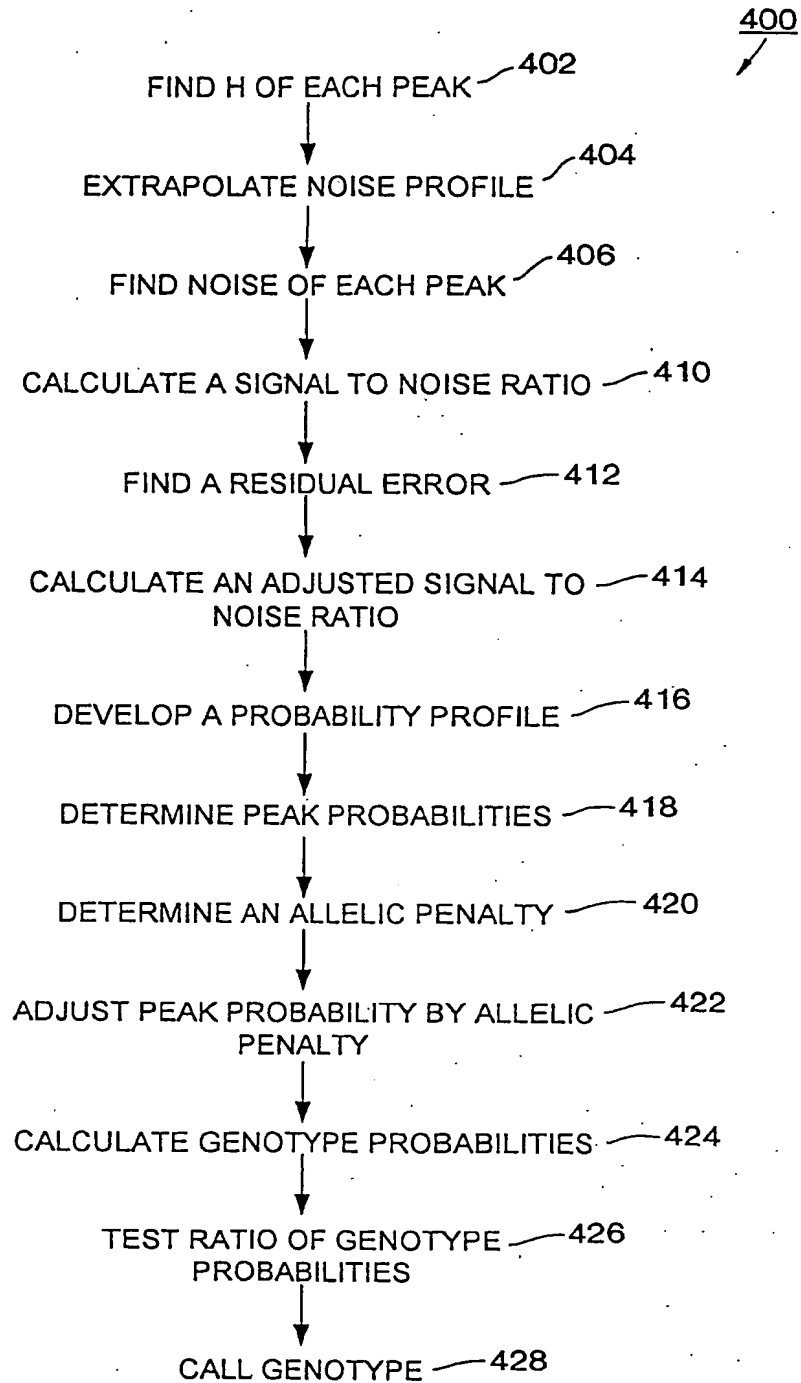 400
FIND H OF EACH PEAK 402
EXTRAPOLATE NOISE PROFILE 404
FIND NOISE OF EACH PEAK 406
CALCULATE A SIGNAL TO NOISE RATIO 410
FIND A RESIDUAL ERROR 412
CALCULATE AN ADJUSTED SIGNAL TO 414
NOISE RATIO
DEVELOP A PROBABILITY PROFILE 416
DETERMINE PEAK PROBABILITIES 418
DETERMINE AN ALLELIC PENALTY 420
ADJUST PEAK PROBABILITY BY ALLELIC 422
PENALTY
CALCULATE GENOTYPE PROBABILITIES 424
TEST RATIO OF GENOTYPE 426
PROBABILITIES
CALL GENOTYPE 428